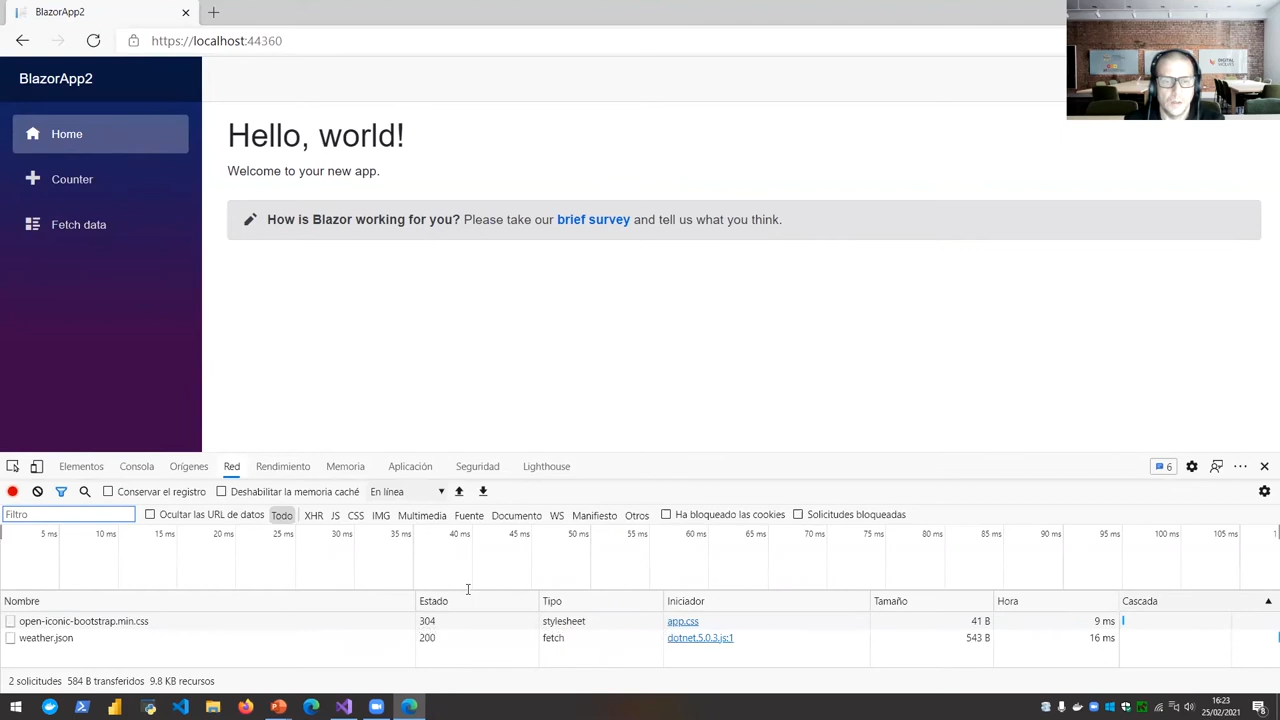 BlazorApp2
https://localhost:44360
BlazorApp2
Home
Counter
Fetch data
Hello, world!
Welcome to your new app.
How is Blazor working for you? Please take our brief survey and tell us what you think.
DIGITAL
Elementos Consola Orígenes Red Rendimiento Memoria Aplicación Seguridad Lighthouse 6
Conservar el registro Deshabilitar la memoria caché En línea
Filtro Ocultar las URL de datos Todo XHR JS CSS IMG Multimedia Fuente Documento WS Manifiesto Otros Ha bloqueado las cookies Solicitudes bloqueadas
5 ms 10 ms 15 ms 20 ms 25 ms 30 ms 35 ms 40 ms 45 ms 50 ms 55 ms 60 ms 65 ms 70 ms 75 ms 80 ms 85 ms 90 ms 95 ms 100 ms 105 ms 1
Nombre Estado Tipo Iniciador Tamaño Hora Cascada
open-iconic-bootstrap.min.css 304 stylesheet app.css 41 B 9 ms
weather.json 200 fetch dotnet.5.0.3.js:1 543 B 16 ms
2 solicitudes 584 B transferidos 9.8 KB recursos
16:23
25/02/2021
8